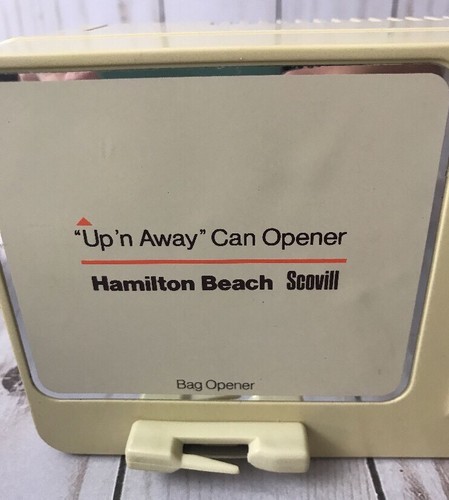 "Up'n Away" Can Opener
Hamilton Beach Scovill
Bag Opener